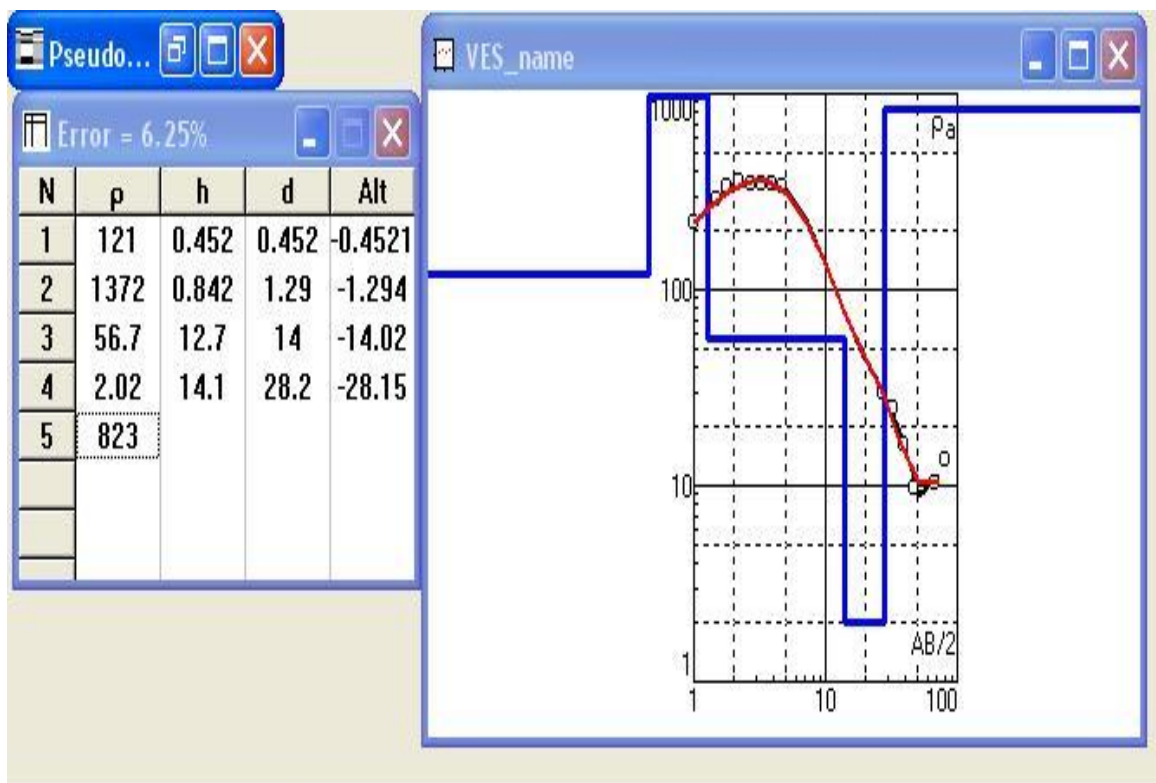 Pseudo...
Error = 6.25%
N ρ h d Alt
1 121 0.452 0.452 -0.4521
2 1372 0.842 1.29 -1.294
3 56.7 12.7 14 -14.02
4 2.02 14.1 28.2 -28.15
5 823
VES_name
1000
ρa
100
10
AB/2
1
1 10 100